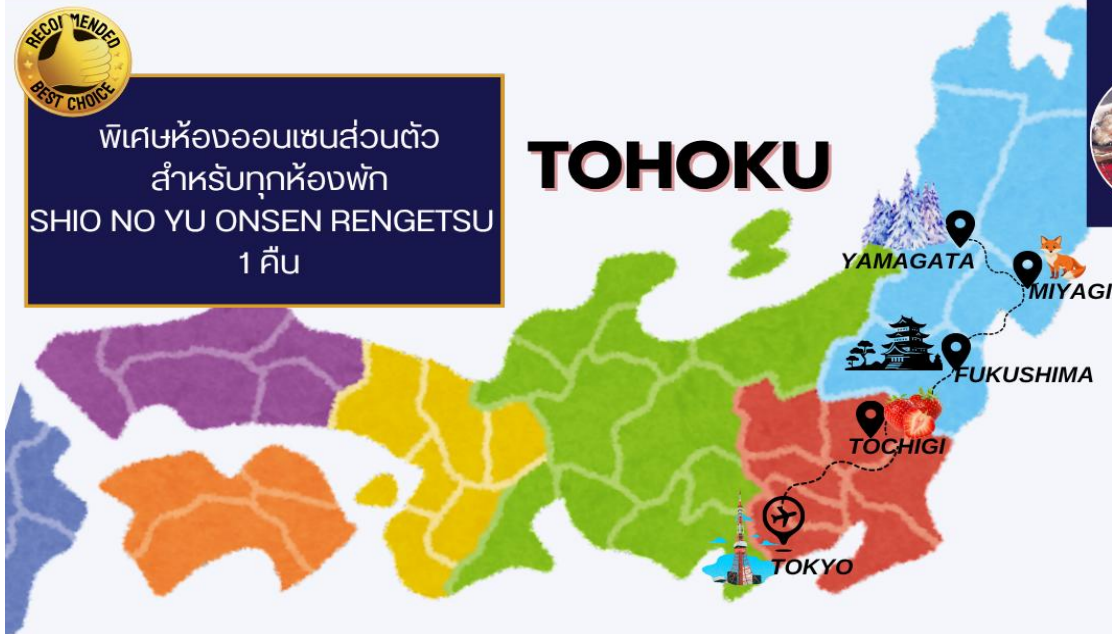 RECOMMENDED
BEST CHOICE
พิเศษห้องออนเซนส่วนตัว
สำหรับทุกห้องพัก
SHIO NO YU ONSEN RENGETSU
1 คืน
TOHOKU
YAMAGATA
MIYAGI
FUKUSHIMA
TOCHIGI
TOKYO